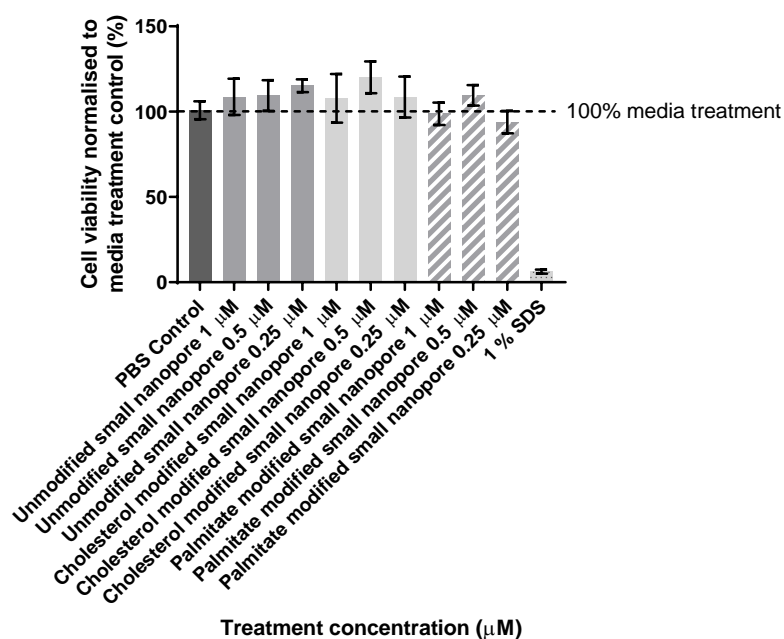 Cell viability normalised to
media treatment control (%)
150
100
50
0
100% media treatment
PBS Control
Unmodified small nanopore 1 μM
Unmodified small nanopore 0.5 μM
Unmodified small nanopore 0.25 μM
Cholesterol modified small nanopore 1 μM
Cholesterol modified small nanopore 0.5 μM
Cholesterol modified small nanopore 0.25 μM
Palmitate modified small nanopore 1 μM
Palmitate modified small nanopore 0.5 μM
Palmitate modified small nanopore 0.25 μM
1 % SDS
Treatment concentration (μM)